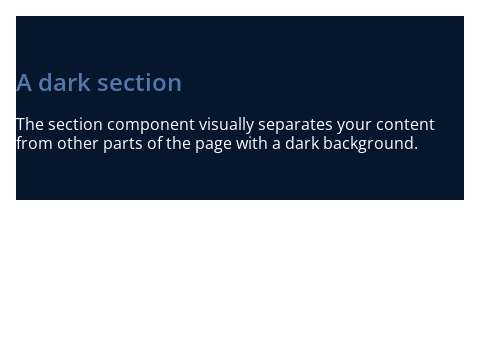 A dark section
The section component visually separates your content
from other parts of the page with a dark background.